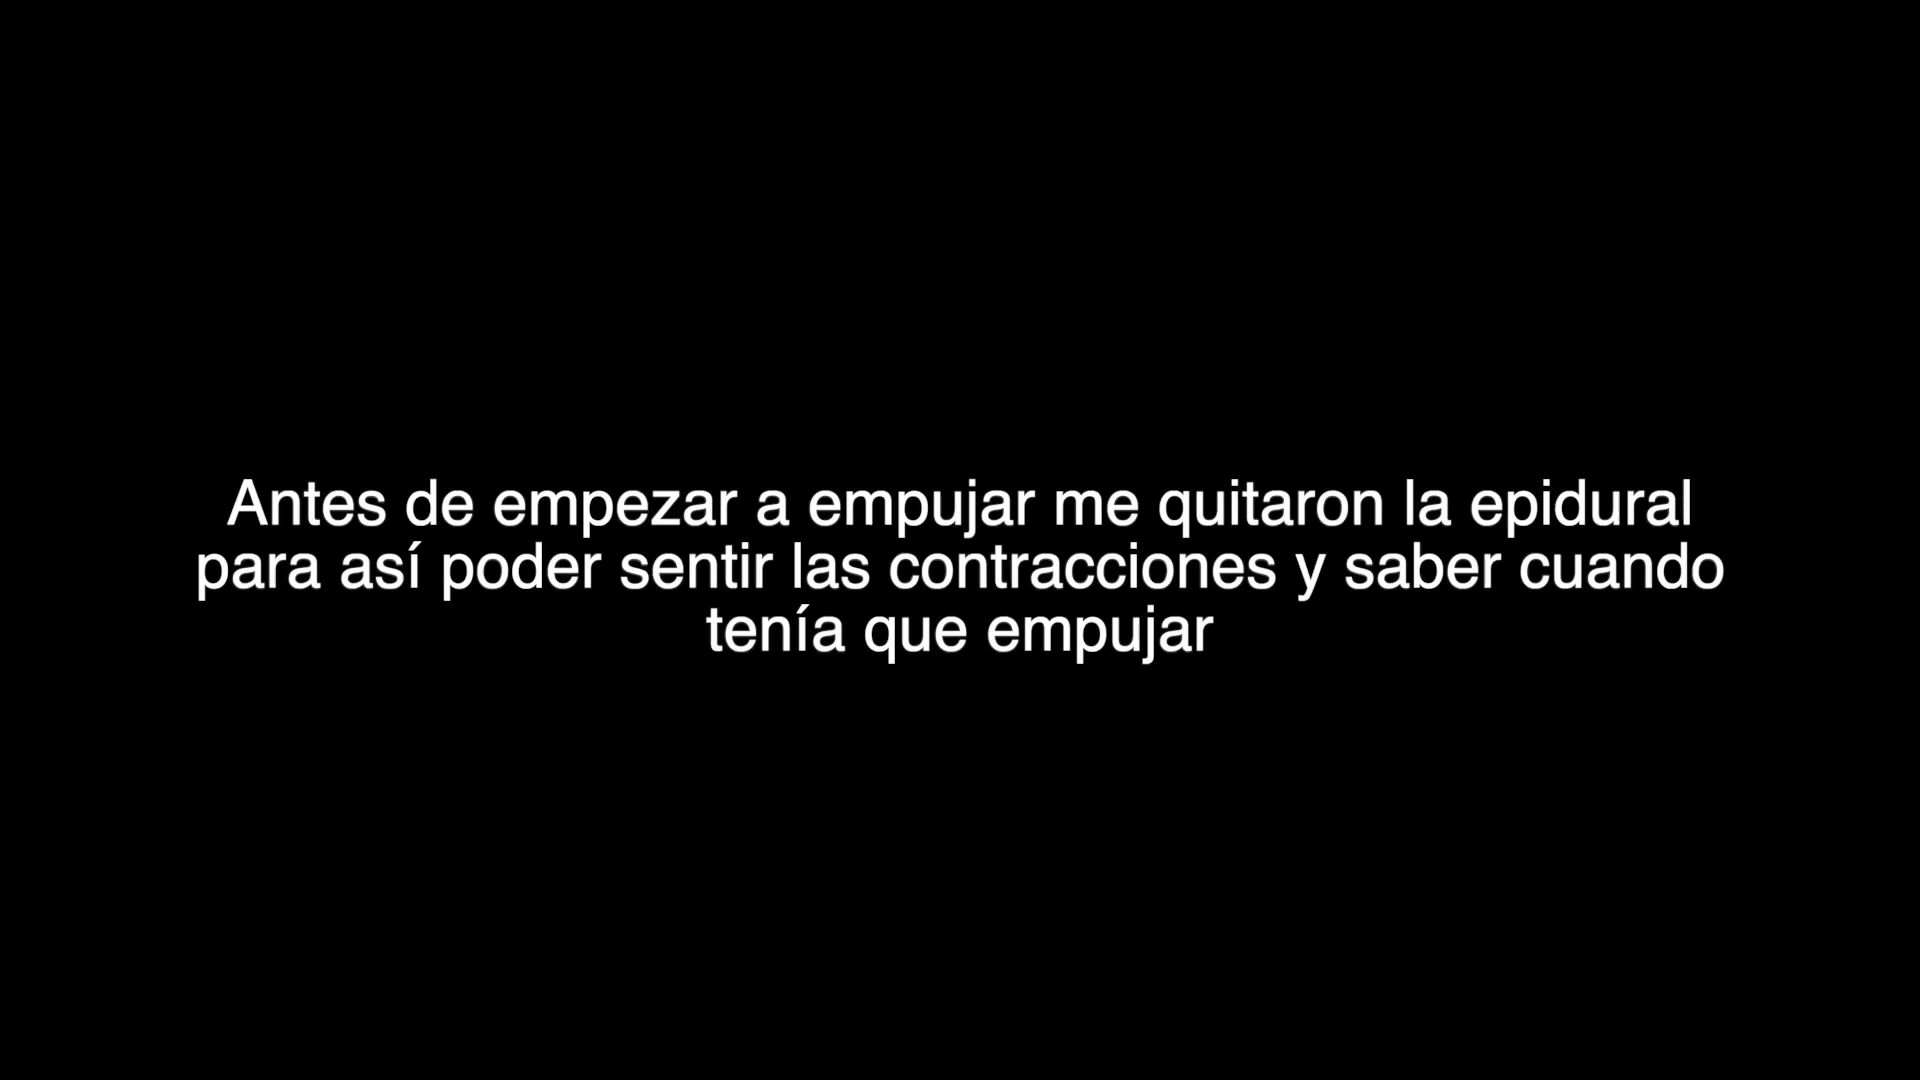 Antes de empezar a empujar me quitaron la epidural
para así poder sentir las contracciones y saber cuando
tenía que empujar